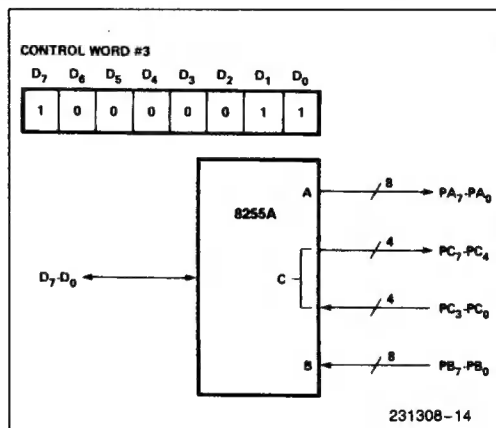 CONTROL WORD #3
D7 D6 D5 D4 D3 D2 D1 D0
1 0 0 0 0 0 1 1
8255A
A
8
PA7-PA0
4
PC7-PC4
D7-D0
C
4
PC3-PC0
B
8
PB7-PB0
231308-14